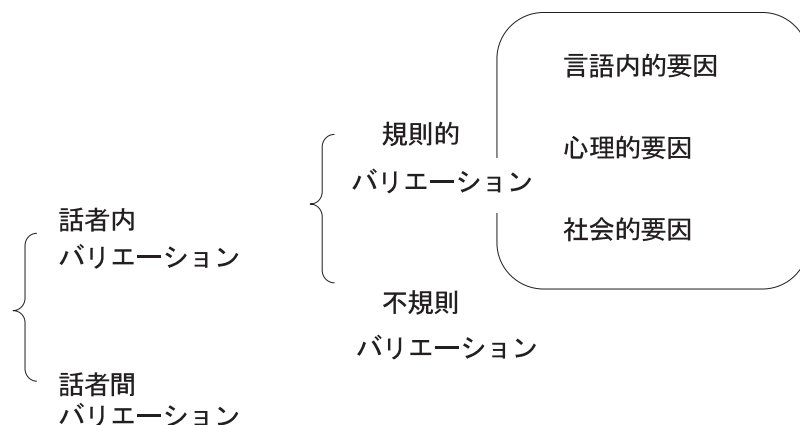 言語内的要因
規則的
バリエーション
心理的要因
社会的要因
話者内
バリエーション
不規則
バリエーション
話者間
バリエーション